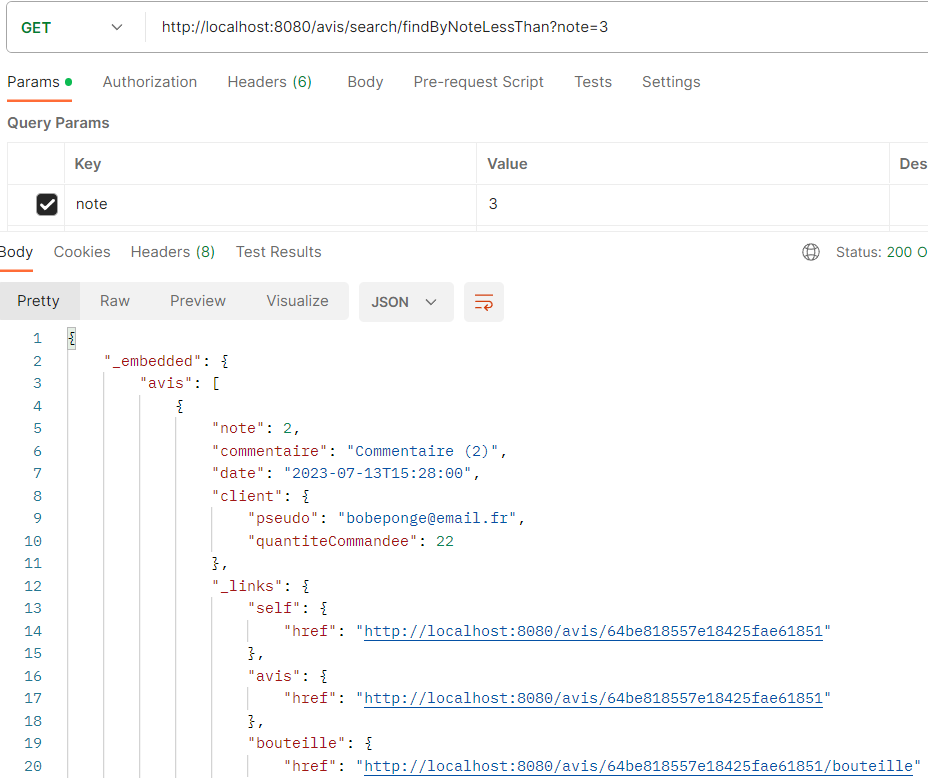 GET http://localhost:8080/avis/search/findByNoteLessThan?note=3
Params Authorization Headers (6) Body Pre-request Script Tests Settings
Query Params
Key Value Des
note 3
Body Cookies Headers (8) Test Results Status: 200 O
Pretty Raw Preview Visualize JSON
1 {
2 "_embedded": {
3 "avis": [
4 {
5 "note": 2,
6 "commentaire": "Commentaire (2)",
7 "date": "2023-07-13T15:28:00",
8 "client": {
9 "pseudo": "bobeponge@email.fr",
10 "quantiteCommandee": 22
11 },
12 "_links": {
13 "self": {
14 "href": "http://localhost:8080/avis/64be818557e18425fae61851"
15 },
16 "avis": {
17 "href": "http://localhost:8080/avis/64be818557e18425fae61851"
18 },
19 "bouteille": {
20 "href": "http://localhost:8080/avis/64be818557e18425fae61851/bouteille"